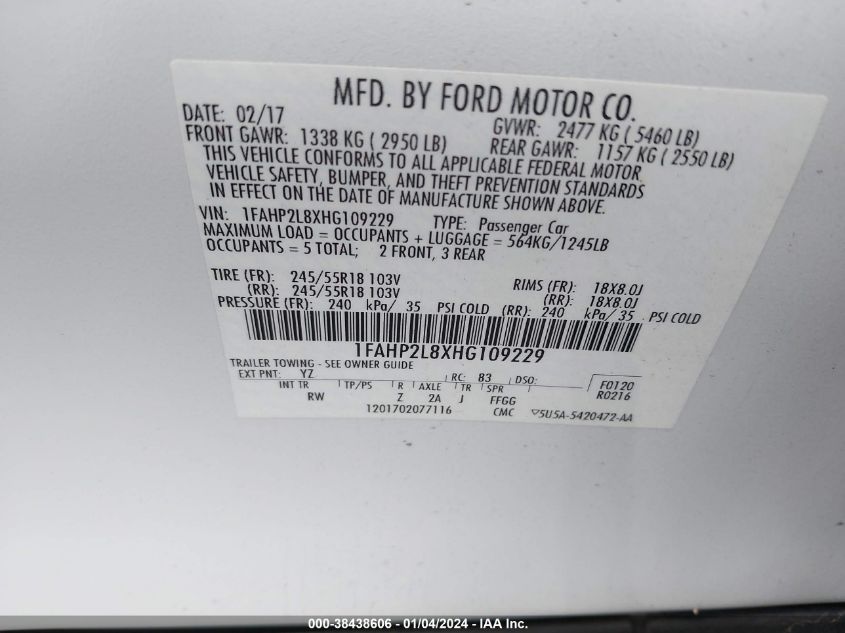 MFD. BY FORD MOTOR CO.
DATE: 02/17 GVWR: 2477 KG ( 5460 LB)
FRONT GAWR: 1338 KG ( 2950 LB) REAR GAWR: 1157 KG ( 2550 LB)
THIS VEHICLE CONFORMS TO ALL APPLICABLE FEDERAL MOTOR
VEHICLE SAFETY, BUMPER, AND THEFT PREVENTION STANDARDS
IN EFFECT ON THE DATE OF MANUFACTURE SHOWN ABOVE.
VIN: 1FAHP2L8XHG109229 TYPE: Passenger Car
MAXIMUM LOAD = OCCUPANTS + LUGGAGE = 564KG/1245LB
OCCUPANTS = 5 TOTAL; 2 FRONT, 3 REAR
TIRE (FR): 245/55R18 103V RIMS (FR): 18X8.0J
(RR): 245/55R18 103V (RR): 18X8.0J
PRESSURE (FR): 240 kPa/ 35 PSI COLD (RR): 240 kPa/ 35 PSI COLD
1FAHP2L8XHG109229
TRAILER TOWING - SEE OWNER GUIDE
EXT PNT: YZ RC: 83 DSO: F0120
INT TR TP/PS R AXLE TR SPR R0216
RW Z 2A J FFGG
1201702077116 CMC ▽5U5A-5420472-AA
000-38438606 - 01/04/2024 - IAA Inc.